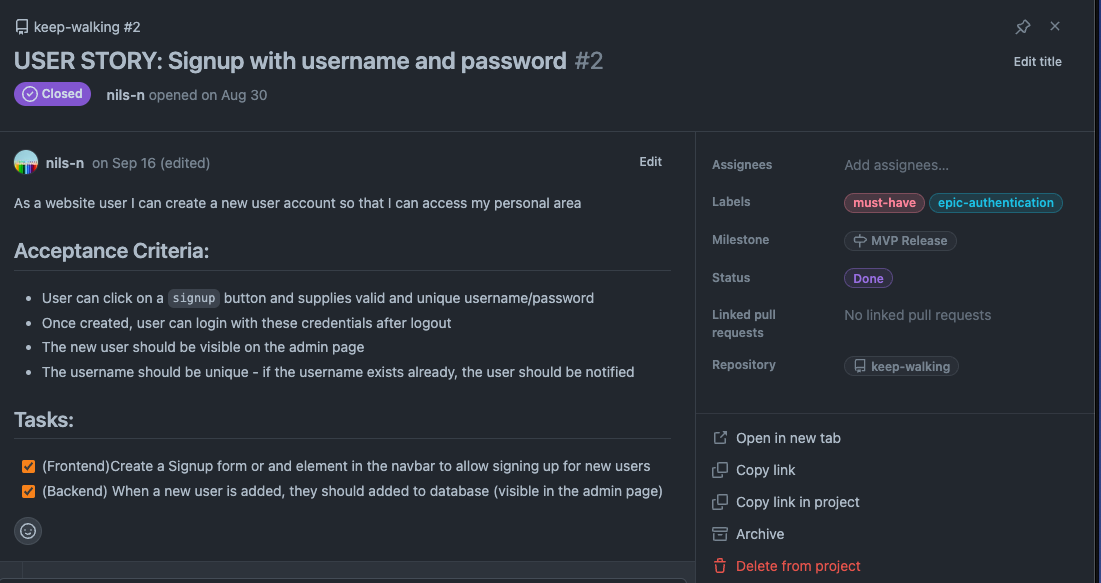 keep-walking #2
USER STORY: Signup with username and password #2
Edit title
Closed
nils-n opened on Aug 30
nils-n on Sep 16 (edited)
Edit
As a website user I can create a new user account so that I can access my personal area
Acceptance Criteria:
User can click on a signup button and supplies valid and unique username/password
Once created, user can login with these credentials after logout
The new user should be visible on the admin page
The username should be unique - if the username exists already, the user should be notified
Tasks:
(Frontend)Create a Signup form or and element in the navbar to allow signing up for new users
(Backend) When a new user is added, they should added to database (visible in the admin page)
Assignees
Add assignees...
Labels
must-have
epic-authentication
Milestone
MVP Release
Status
Done
Linked pull
requests
No linked pull requests
Repository
keep-walking
Open in new tab
Copy link
Copy link in project
Archive
Delete from project